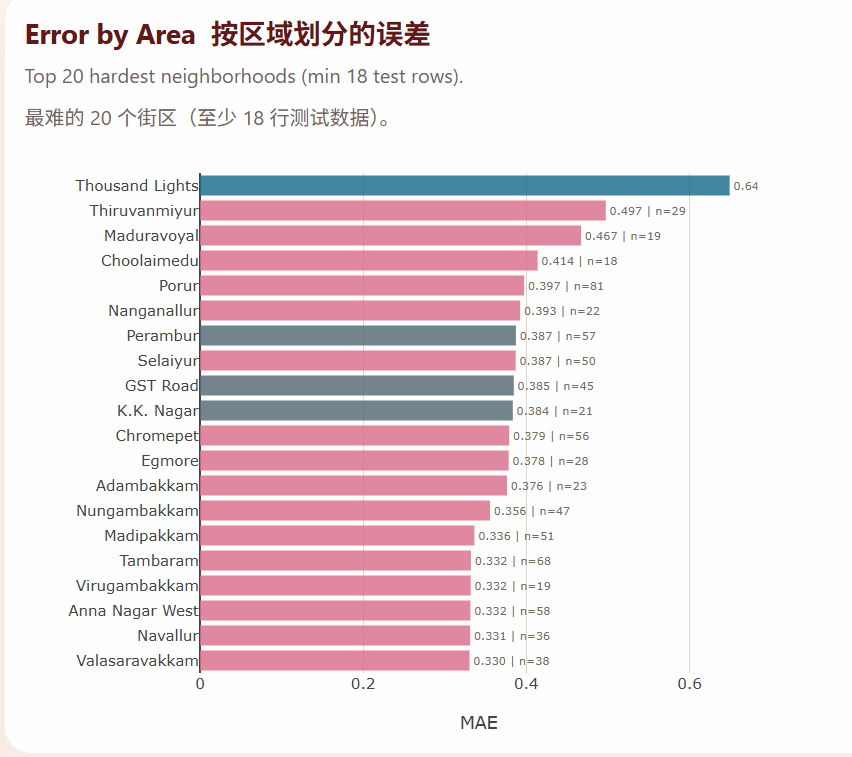 Error by Area 按区域划分的误差
Top 20 hardest neighborhoods (min 18 test rows).
最难的 20 个街区（至少 18 行测试数据）。
Thousand Lights 0.64
Thiruvanmiyur 0.497 | n=29
Maduravoyal 0.467 | n=19
Choolaimedu 0.414 | n=18
Porur 0.397 | n=81
Nanganallur 0.393 | n=22
Perambur 0.387 | n=57
Selaiyur 0.387 | n=50
GST Road 0.385 | n=45
K.K. Nagar 0.384 | n=21
Chromepet 0.379 | n=56
Egmore 0.378 | n=28
Adambakkam 0.376 | n=23
Nungambakkam 0.356 | n=47
Madipakkam 0.336 | n=51
Tambaram 0.332 | n=68
Virugambakkam 0.332 | n=19
Anna Nagar West 0.332 | n=58
Navallur 0.331 | n=36
Valasaravakkam 0.330 | n=38
0 0.2 0.4 0.6
MAE